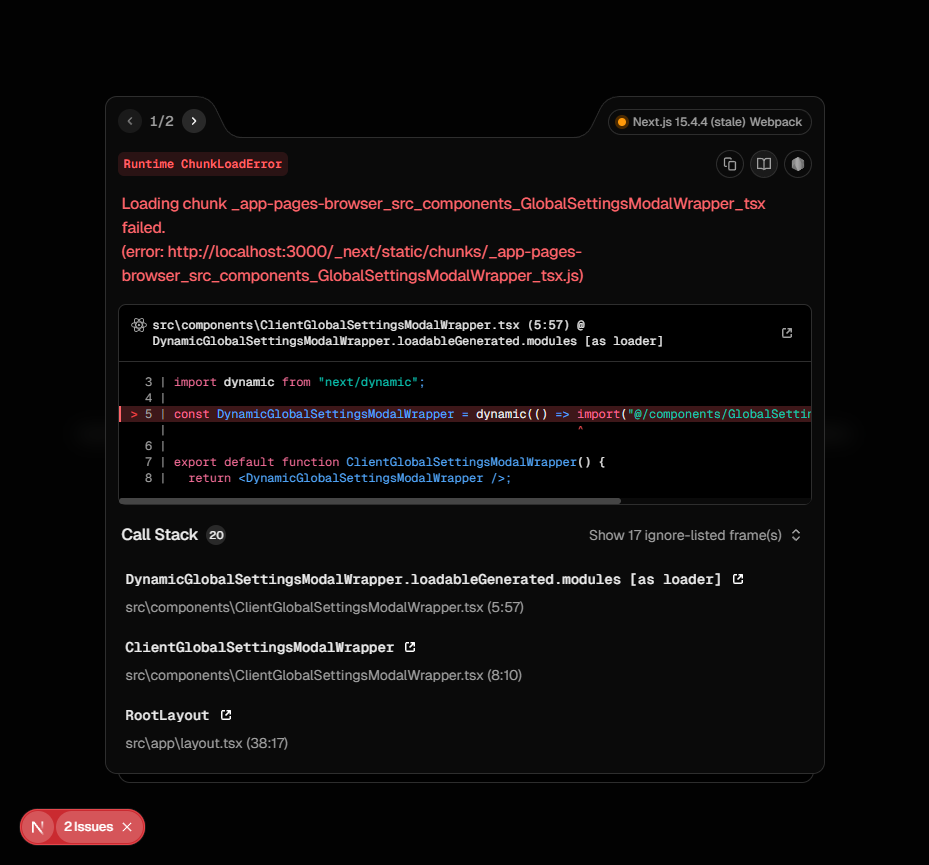 1/2
Next.js 15.4.4 (stale) Webpack
Runtime ChunkLoadError
Loading chunk _app-pages-browser_src_components_GlobalSettingsModalWrapper_tsx
failed.
(error: http://localhost:3000/_next/static/chunks/_app-pages-
browser_src_components_GlobalSettingsModalWrapper_tsx.js)
src\components\ClientGlobalSettingsModalWrapper.tsx (5:57) @
DynamicGlobalSettingsModalWrapper.loadableGenerated.modules [as loader]
3 | import dynamic from "next/dynamic";
4 |
> 5 | const DynamicGlobalSettingsModalWrapper = dynamic(() => import("@/components/GlobalSettin
| ^
6 |
7 | export default function ClientGlobalSettingsModalWrapper() {
8 | return <DynamicGlobalSettingsModalWrapper />;
Call Stack 20
Show 17 ignore-listed frame(s)
DynamicGlobalSettingsModalWrapper.loadableGenerated.modules [as loader]
src\components\ClientGlobalSettingsModalWrapper.tsx (5:57)
ClientGlobalSettingsModalWrapper
src\components\ClientGlobalSettingsModalWrapper.tsx (8:10)
RootLayout
src\app\layout.tsx (38:17)
N 2 Issues